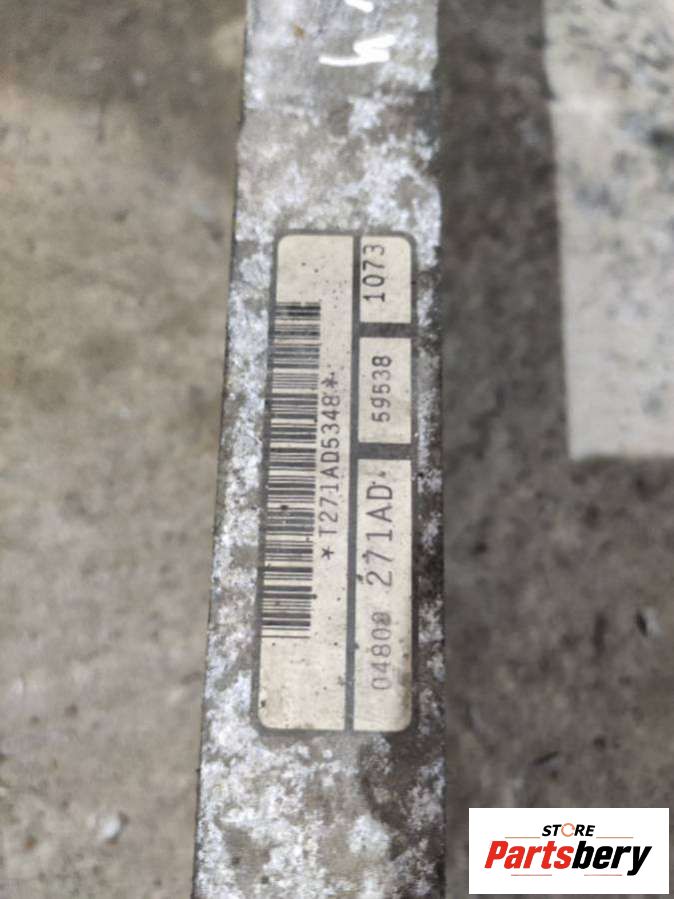 *T271AD5348*
04808 271AD
59538
1073
STORE
Partsbery